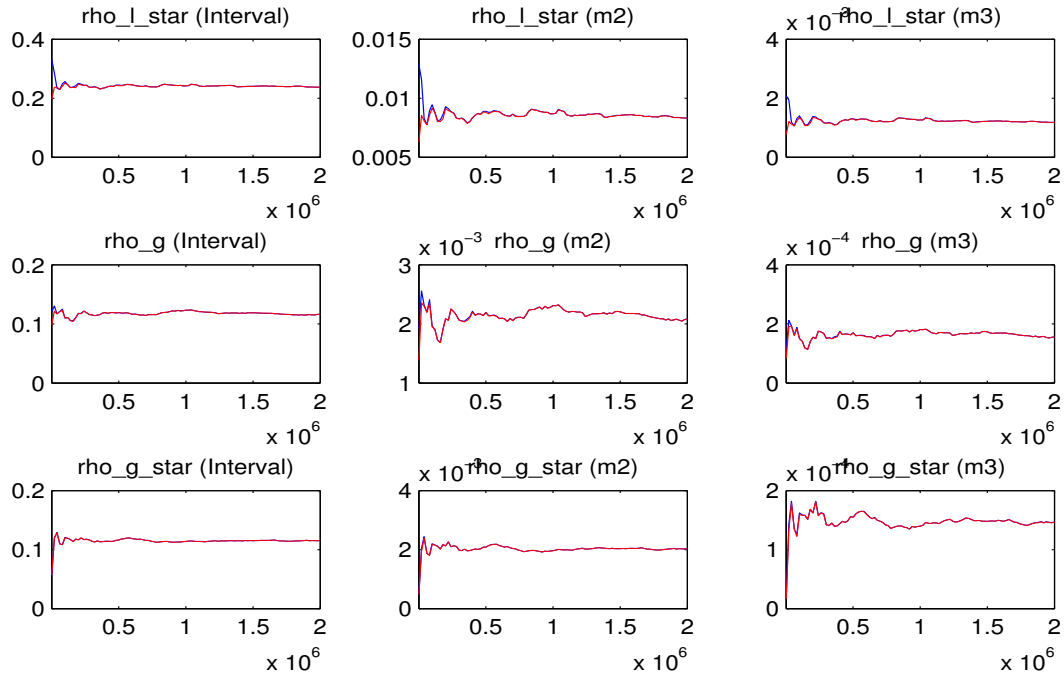 rho_l_star (Interval)
0.4
0.2
0
0.5
1
1.5
2
x 10^6
rho_l_star (m2)
0.015
0.01
0.005
0.5
1
1.5
2
x 10^6
x 10^−3
rho_l_star (m3)
4
2
0
0.5
1
1.5
2
x 10^6
rho_g (Interval)
0.2
0.1
0
0.5
1
1.5
2
x 10^6
x 10^−3
rho_g (m2)
3
2
1
0.5
1
1.5
2
x 10^6
x 10^−4
rho_g (m3)
4
2
0
0.5
1
1.5
2
x 10^6
rho_g_star (Interval)
0.2
0.1
0
0.5
1
1.5
2
x 10^6
x 10^−3
rho_g_star (m2)
4
2
0
0.5
1
1.5
2
x 10^6
x 10^−4
rho_g_star (m3)
2
1
0
0.5
1
1.5
2
x 10^6